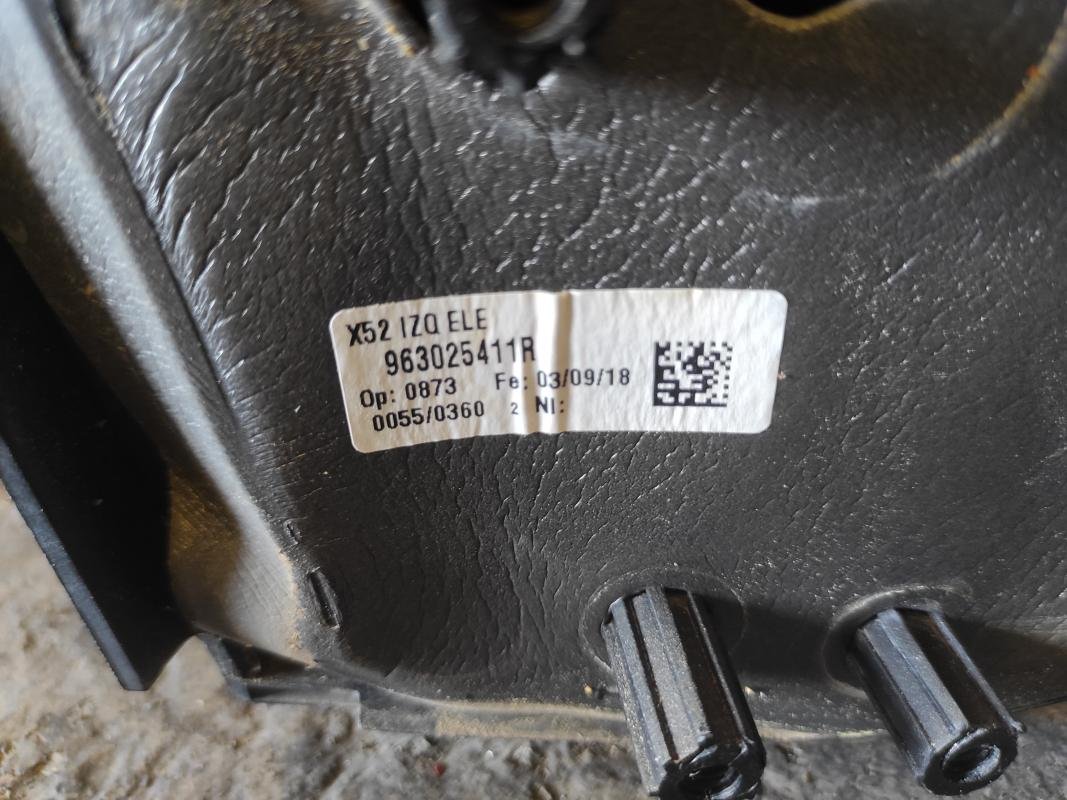 X52 IZQ ELE
963025411R
Op: 0873 Fe: 03/09/18
0055/0360 2 NI: